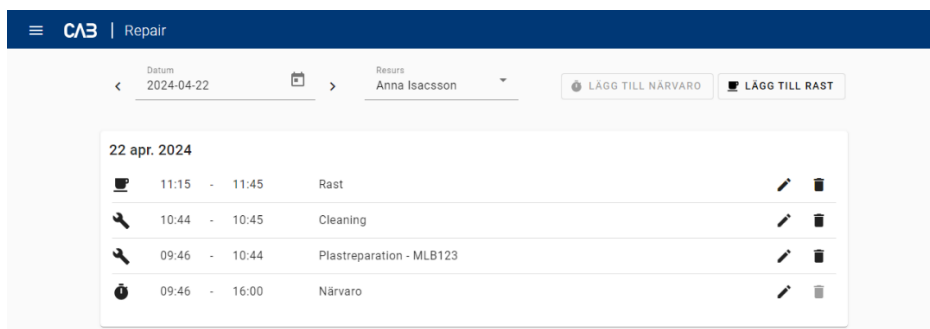 CAB | Repair
Datum Resurs
2024-04-22 Anna Isacsson LÄGG TILL NÄRVARO LÄGG TILL RAST
22 apr. 2024
11:15 - 11:45 Rast
10:44 - 10:45 Cleaning
09:46 - 10:44 Plastreparation - MLB123
09:46 - 16:00 Närvaro